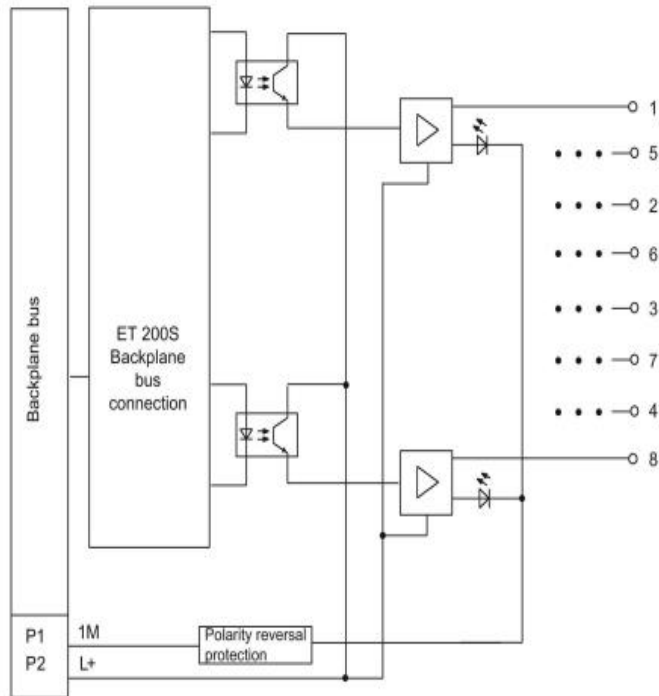 Backplane bus
ET 200S
Backplane
bus
connection
1
5
2
6
3
7
4
8
P1
1M
Polarity reversal
protection
P2
L+